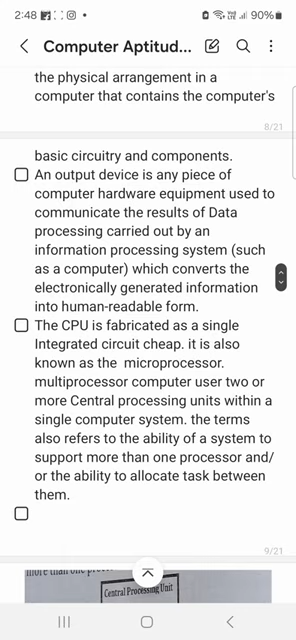 2:48
90%
Computer Aptitud...
the physical arrangement in a
computer that contains the computer's
8/21
basic circuitry and components.
An output device is any piece of
computer hardware equipment used to
communicate the results of Data
processing carried out by an
information processing system (such
as a computer) which converts the
electronically generated information
into human-readable form.
The CPU is fabricated as a single
Integrated circuit cheap. it is also
known as the microprocessor.
multiprocessor computer user two or
more Central processing units within a
single computer system. the terms
also refers to the ability of a system to
support more than one processor and/
or the ability to allocate task between
them.
9/21
more than one
Central Processing Unit